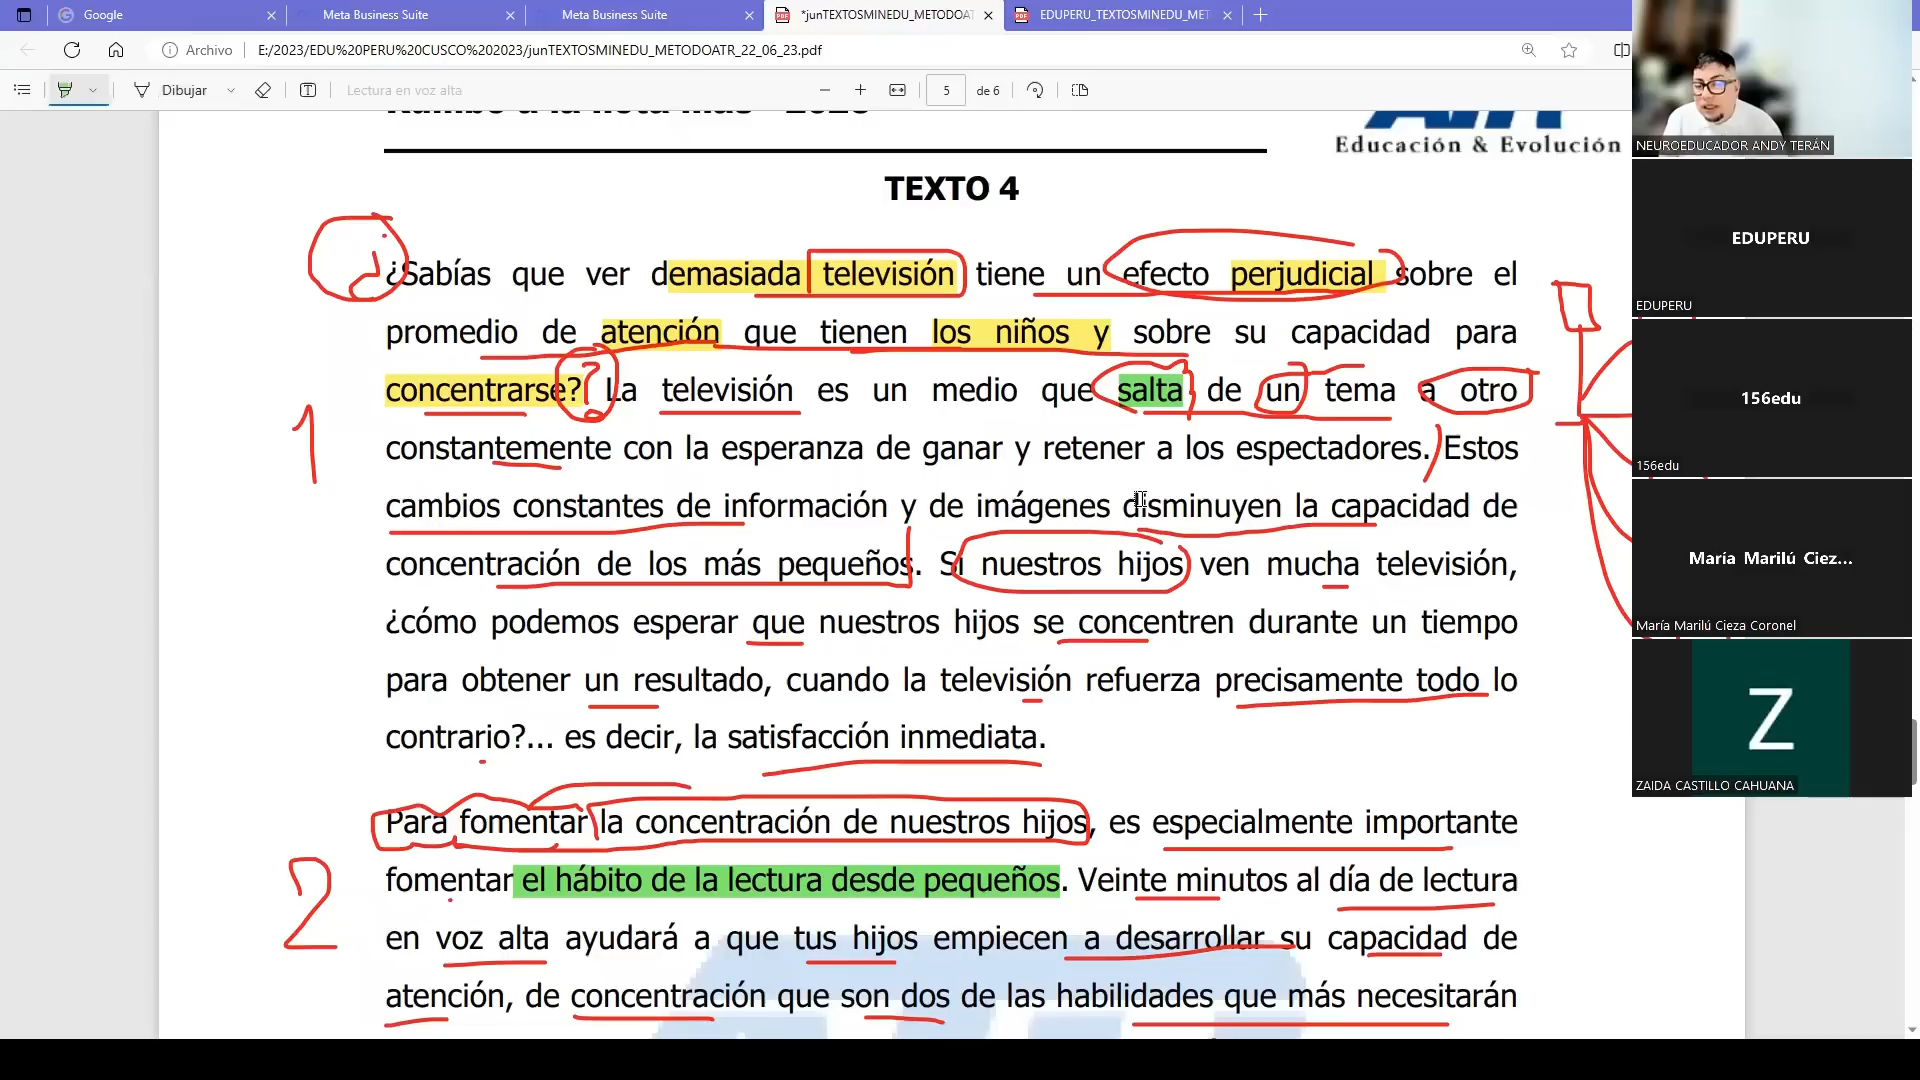 Google
Meta Business Suite
Meta Business Suite
*junTEXTOSMINEDU_METODOAT
EDUPERU_TEXTOSMINEDU_MET
Archivo
E:/2023/EDU%20PERU%20CUSCO%202023/junTEXTOSMINEDU_METODOATR_22_06_23.pdf
Dibujar
Lectura en voz alta
5
de 6
Educación & Evolución
TEXTO 4
¿Sabías que ver demasiada televisión tiene un efecto perjudicial sobre el
promedio de atención que tienen los niños y sobre su capacidad para
concentrarse? La televisión es un medio que salta de un tema a otro
constantemente con la esperanza de ganar y retener a los espectadores. Estos
cambios constantes de información y de imágenes disminuyen la capacidad de
concentración de los más pequeños. Si nuestros hijos ven mucha televisión,
¿cómo podemos esperar que nuestros hijos se concentren durante un tiempo
para obtener un resultado, cuando la televisión refuerza precisamente todo lo
contrario?... es decir, la satisfacción inmediata.
1
Para fomentar la concentración de nuestros hijos, es especialmente importante
fomentar el hábito de la lectura desde pequeños. Veinte minutos al día de lectura
en voz alta ayudará a que tus hijos empiecen a desarrollar su capacidad de
atención, de concentración que son dos de las habilidades que más necesitarán
2
NEUROEDUCADOR ANDY TERÁN
EDUPERU
EDUPERU
156edu
156edu
María Marilú Ciez...
María Marilú Cieza Coronel
Z
ZAIDA CASTILLO CAHUANA